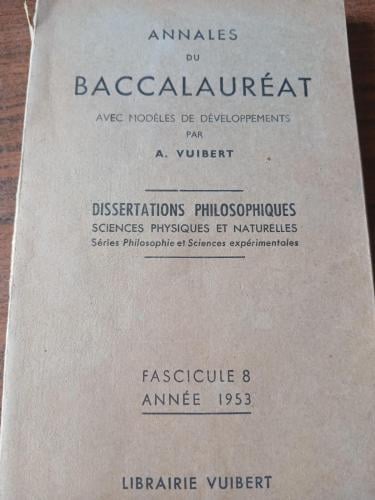 ANNALES
DU
BACCALAURÉAT
AVEC MODÈLES DE DÉVELOPPEMENTS
PAR
A. VUIBERT
DISSERTATIONS PHILOSOPHIQUES
SCIENCES PHYSIQUES ET NATURELLES
Séries Philosophie et Sciences expérimentales
FASCICULE 8
ANNÉE 1953
LIBRAIRIE VUIBERT